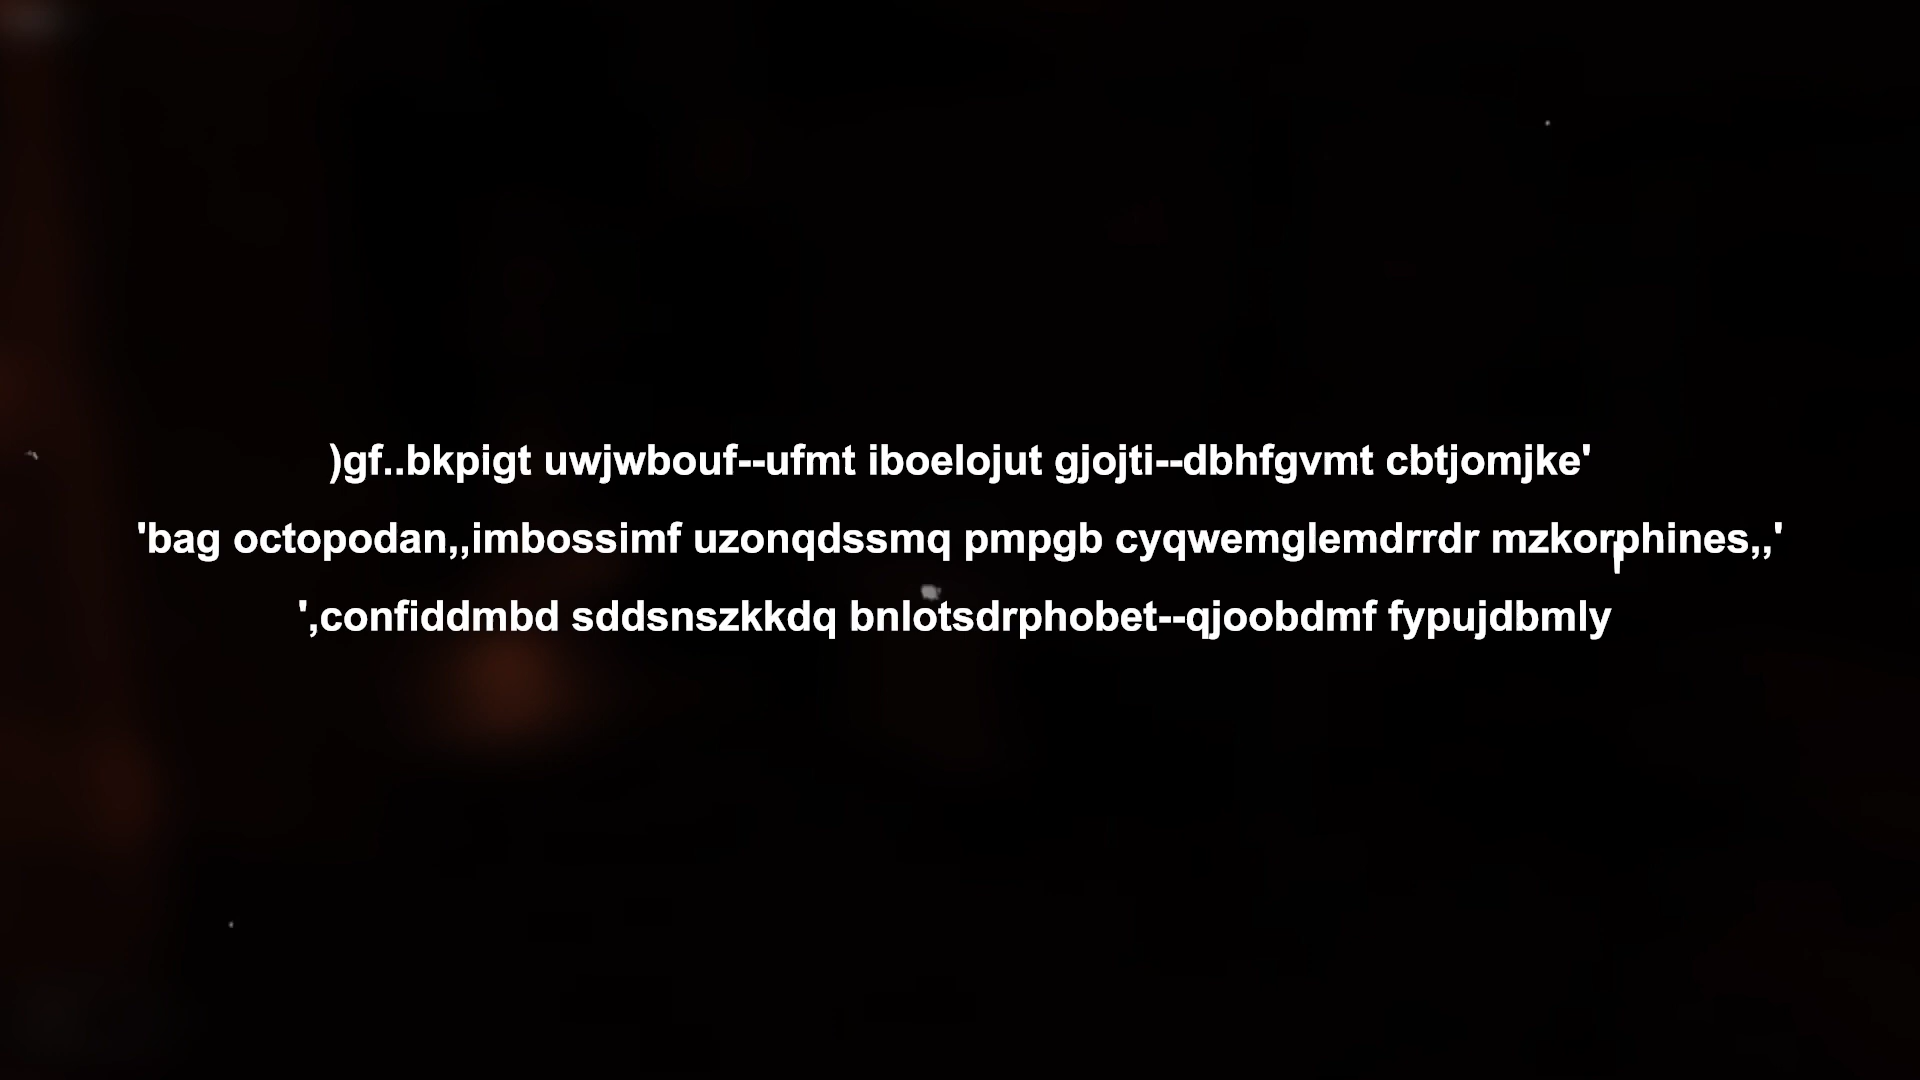 )gf..bkpigt uwjwbouf--ufmt iboelojut gjojti--dbhfgvmt cbtjomjke'
'bag octopodan,,imbossimf uzonqdssmq pmpgb cyqwemglemdrrdr mzkorphines,,'
',confiddmbd sddsnszkkdq bnlotsdrphobet--qjoobdmf fypujdbmly